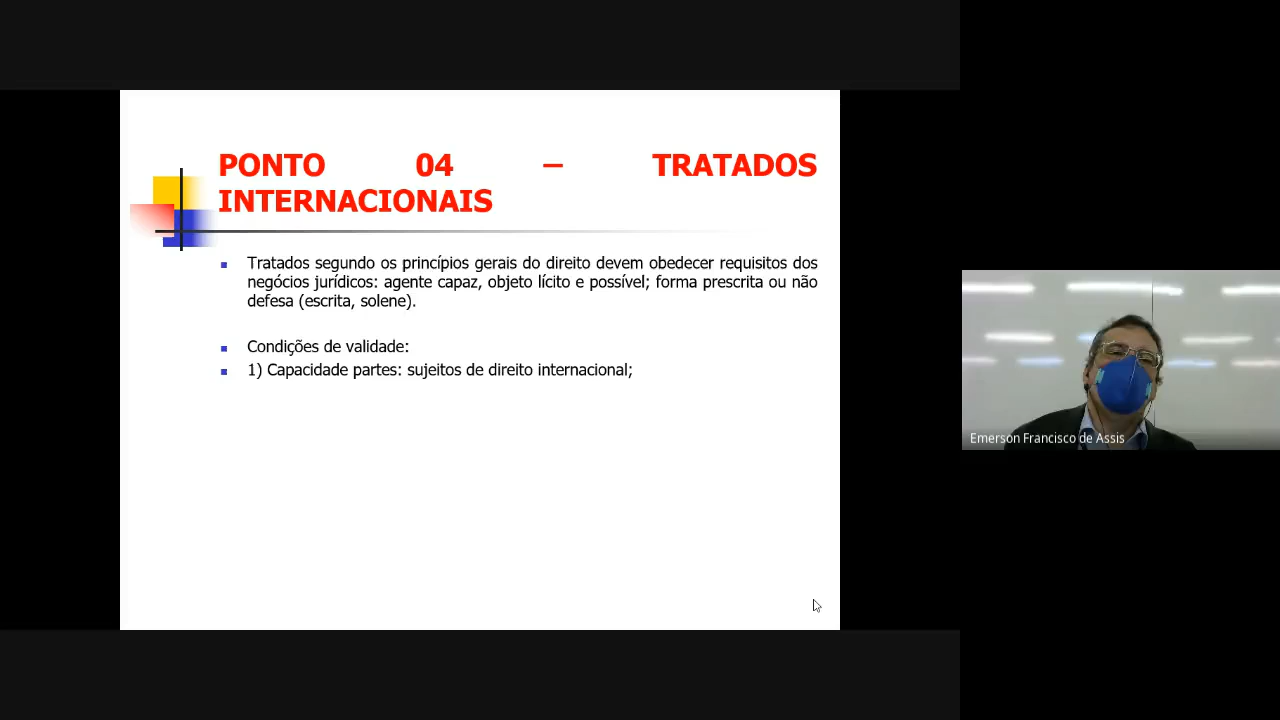 PONTO 04 – TRATADOS
INTERNACIONAIS
Tratados segundo os princípios gerais do direito devem obedecer requisitos dos
negócios jurídicos: agente capaz, objeto lícito e possível; forma prescrita ou não
defesa (escrita, solene).
Condições de validade:
1) Capacidade partes: sujeitos de direito internacional;
Emerson Francisco de Assis